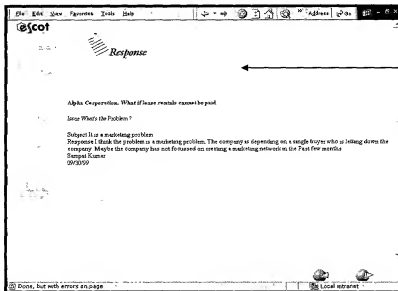 File Edit View Favorites Tools Help
Address Go
escot
Response
Alpha Corporation. What if lease rentals cannot be paid
Issue What's the Problem ?
Subject It is a marketing problem
Response I think the problem is a marketing problem. The company is depending on a single buyer who is letting down the
company Maybe the company has not focussed on creating a marketing network in the Past few months
Sampat Kumar
09/30/99
Done, but with errors on page
Local intranet